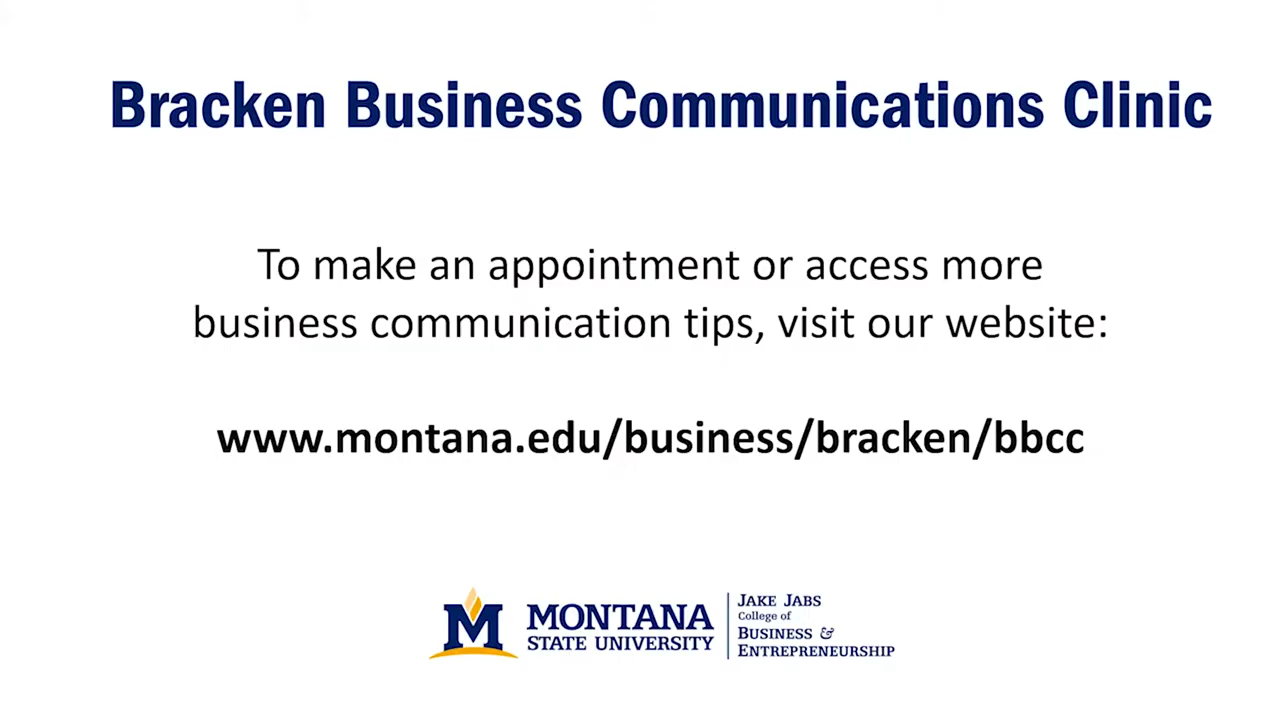 Bracken Business Communications Clinic
To make an appointment or access more
business communication tips, visit our website:
www.montana.edu/business/bracken/bbcc
M
MONTANA
STATE UNIVERSITY
JAKE JABS
College of
BUSINESS &
ENTREPRENEURSHIP